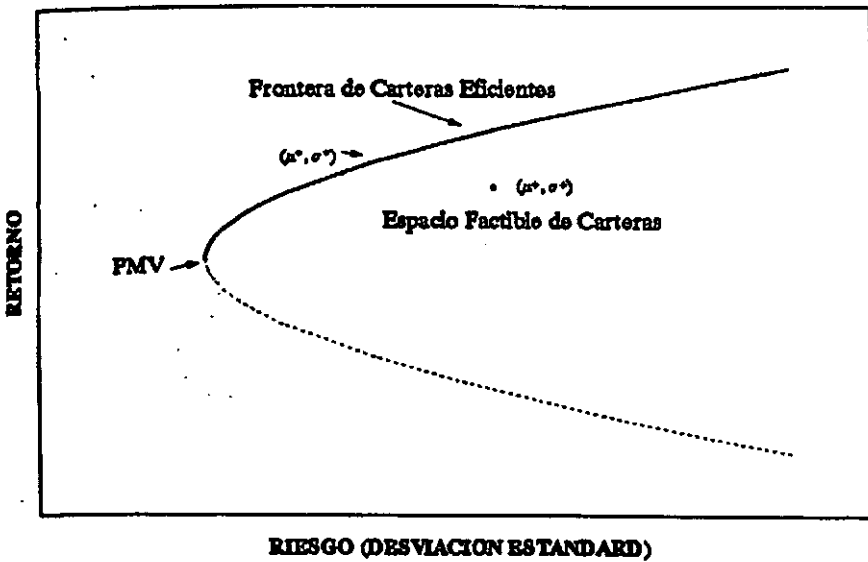 Frontera de Carteras Eficientes
(μ*, σ*)
(μ⁺, σ⁺)
Espacio Factible de Carteras
PMV
RETORNO
RIESGO (DESVIACION ESTANDARD)